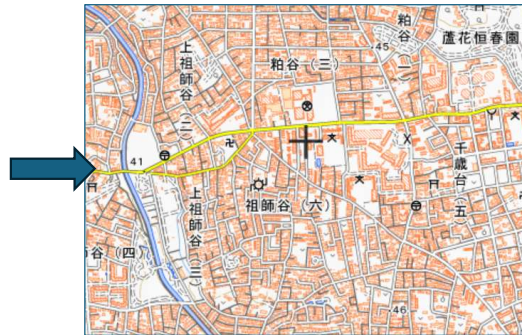 粕谷（二）
蘆花恒春園
45
上祖師谷（二）
粕谷（三）
41
千歳台（五）
上祖師谷（三）
祖師谷（六）
谷（四）
46